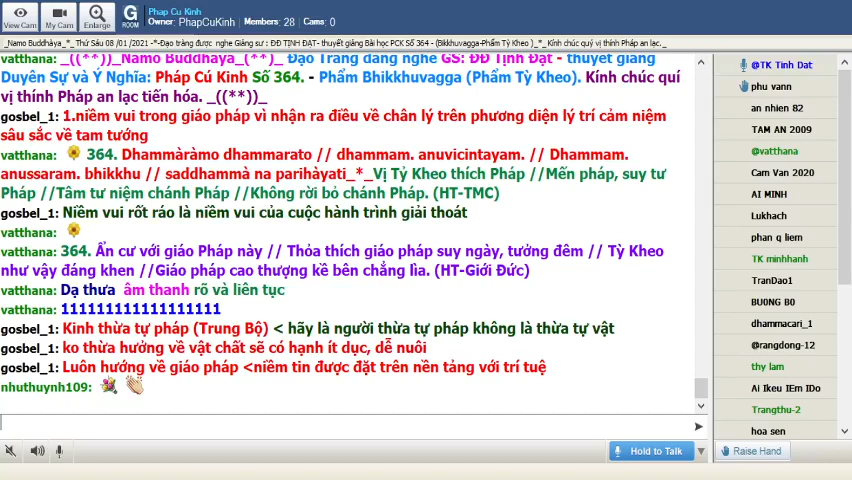 Phap Cu Kinh
Owner: PhapCuKinh Members: 28 Cams: 0
View Cam
My Cam
Enlarge
G
ROOM
_Namo Buddhàya_*_ Thứ Sáu 08 /01 /2021 -*-Đạo tràng được nghe Giảng sư : ĐĐ TỊNH ĐẠT- thuyết giảng Bài học PCK Số 364 - (Bikkhuvagga-Phẩm Tỳ Kheo )_*_ Kính chúc quý vị thính Pháp an lạc._
vatthana: _((**))_Namo Buddhaya_(**)_ Đạo Tràng đang nghe GS: ĐĐ Tịnh Đạt - thuyết giảng
Duyên Sự và Ý Nghĩa: Pháp Cú Kinh Số 364. - Phẩm Bhikkhuvagga (Phẩm Tỳ Kheo). Kính chúc quí
vị thính Pháp an lạc tiến hóa. _((**))_
gosbel_1: 1.niềm vui trong giáo pháp vì nhận ra điều về chân lý trên phương diện lý trí cảm niệm
sâu sắc về tam tướng
vatthana: 364. Dhammàràmo dhammarato // dhammam. anuvicintayam. // Dhammam.
anussaram. bhikkhu // saddhammà na parihàyati_*_Vị Tỷ Kheo thích Pháp //Mến pháp, suy tư
Pháp //Tâm tư niệm chánh Pháp //Không rời bỏ chánh Pháp. (HT-TMC)
gosbel_1: Niềm vui rốt ráo là niềm vui của cuộc hành trình giải thoát
vatthana:
vatthana: 364. Ẩn cư với giáo Pháp này // Thỏa thích giáo pháp suy ngày, tưởng đêm // Tỳ Kheo
như vậy đáng khen //Giáo pháp cao thượng kề bên chẳng lìa. (HT-Giới Đức)
vatthana: Dạ thưa âm thanh rõ và liên tục
vatthana: 111111111111111111
gosbel_1: Kinh thừa tự pháp (Trung Bộ) < hãy là người thừa tự pháp không là thừa tự vật
gosbel_1: ko thừa hưởng về vật chất sẽ có hạnh ít dục, dễ nuôi
gosbel_1: Luôn hướng về giáo pháp <niềm tin được đặt trên nền tảng với trí tuệ
nhuthuynh109:
Hold to Talk
@TK Tinh Dat
phu vann
an nhien 82
TAM AN 2009
@vatthana
Cam Van 2020
AI MINH
Lukhach
phan q liem
TK minhhanh
TranDao1
BU0NG B0
dhammacari_1
@rangdong-12
thy lam
Ai Ikeu IEm IDo
Trangthu-2
hoa sen
Raise Hand